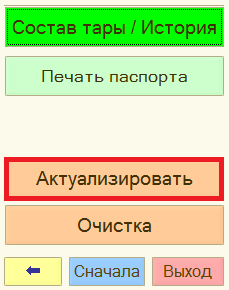 Состав тары / История
Печать паспорта
Актуализировать
Очистка
Сначала
Выход